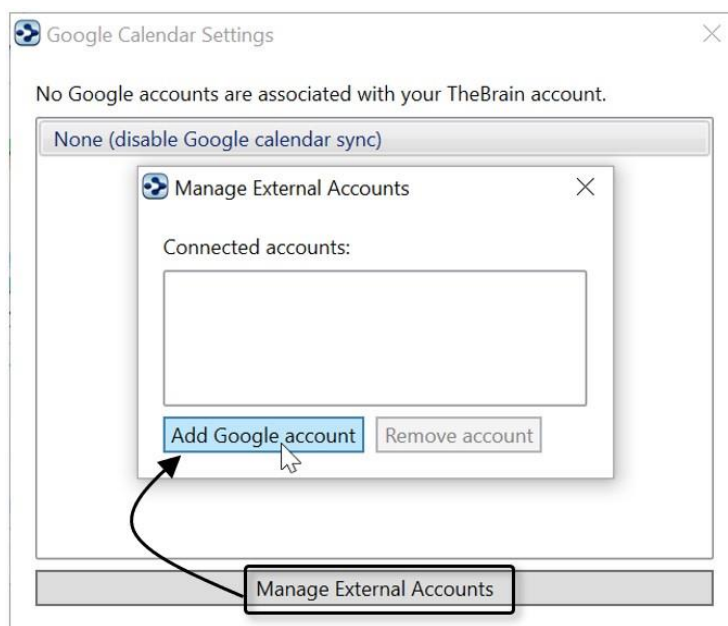 Google Calendar Settings
No Google accounts are associated with your TheBrain account.
None (disable Google calendar sync)
Manage External Accounts
Connected accounts:
Add Google account
Remove account
Manage External Accounts